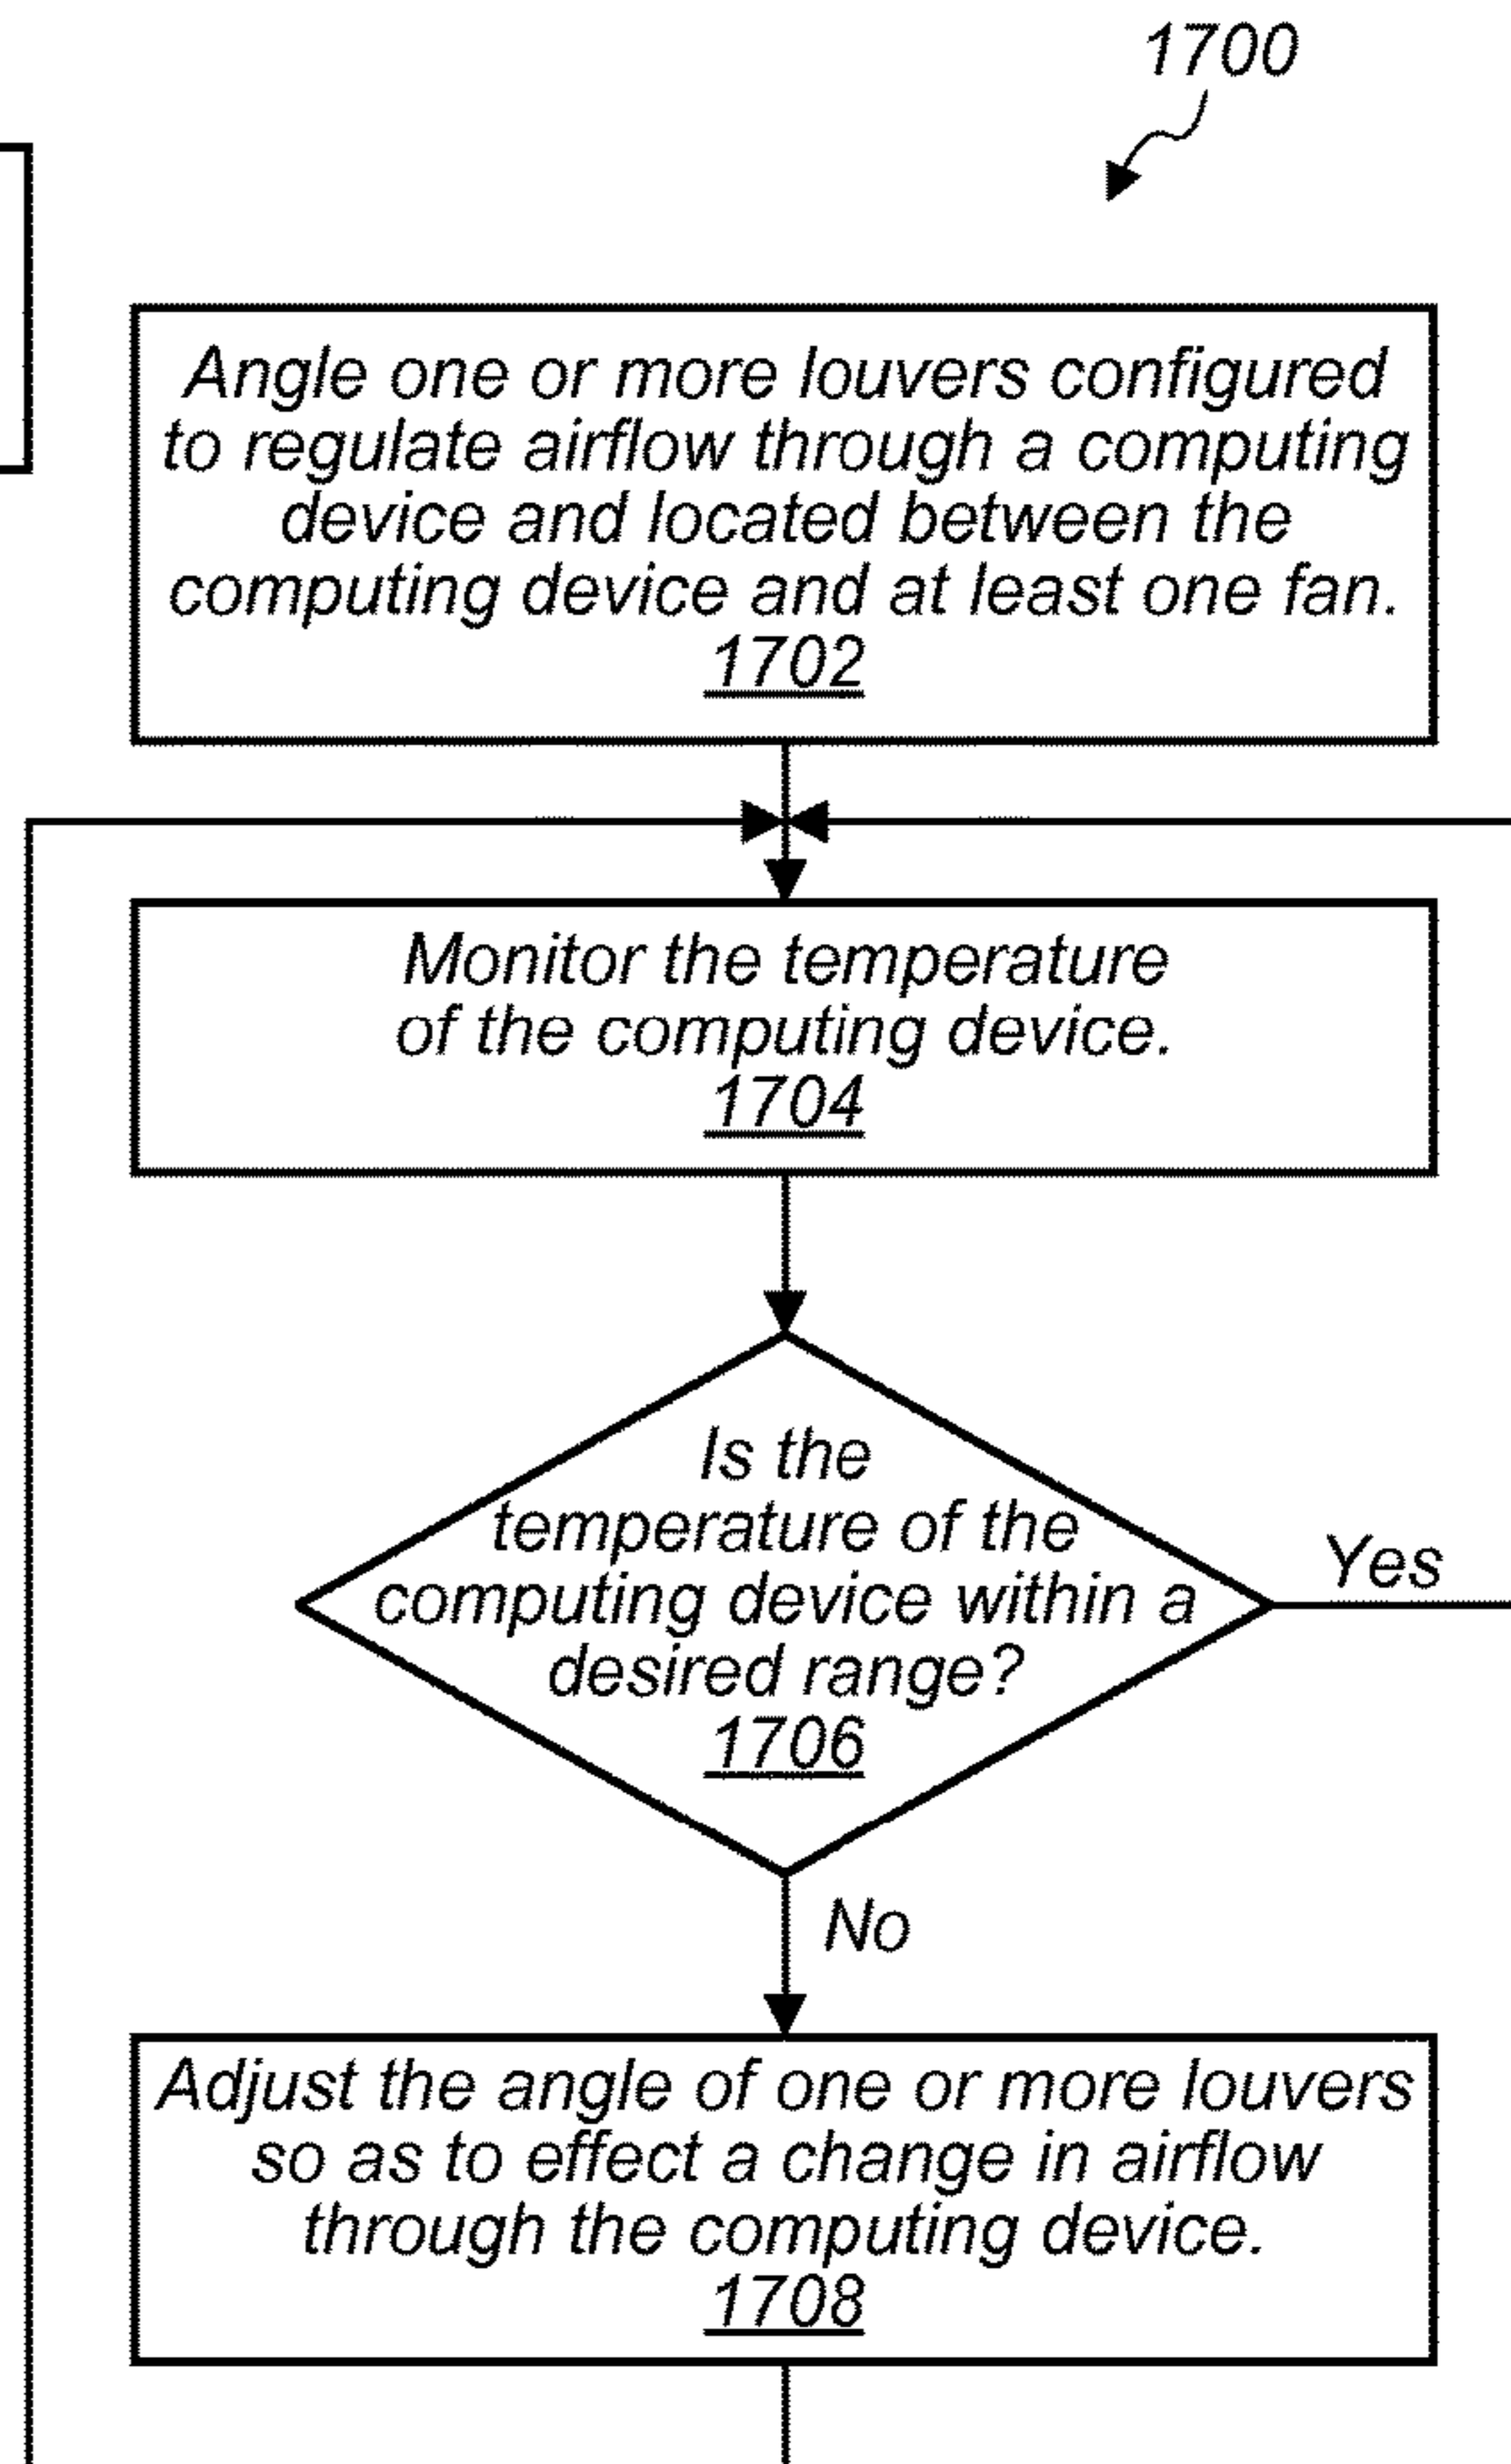 1700
Angle one or more louvers configured
to regulate airflow through a computing
device and located between the
computing device and at least one fan.
1702
Monitor the temperature
of the computing device.
1704
Is the
temperature of the
computing device within a
desired range?
1706
Yes
No
Adjust the angle of one or more louvers
so as to effect a change in airflow
through the computing device.
1708